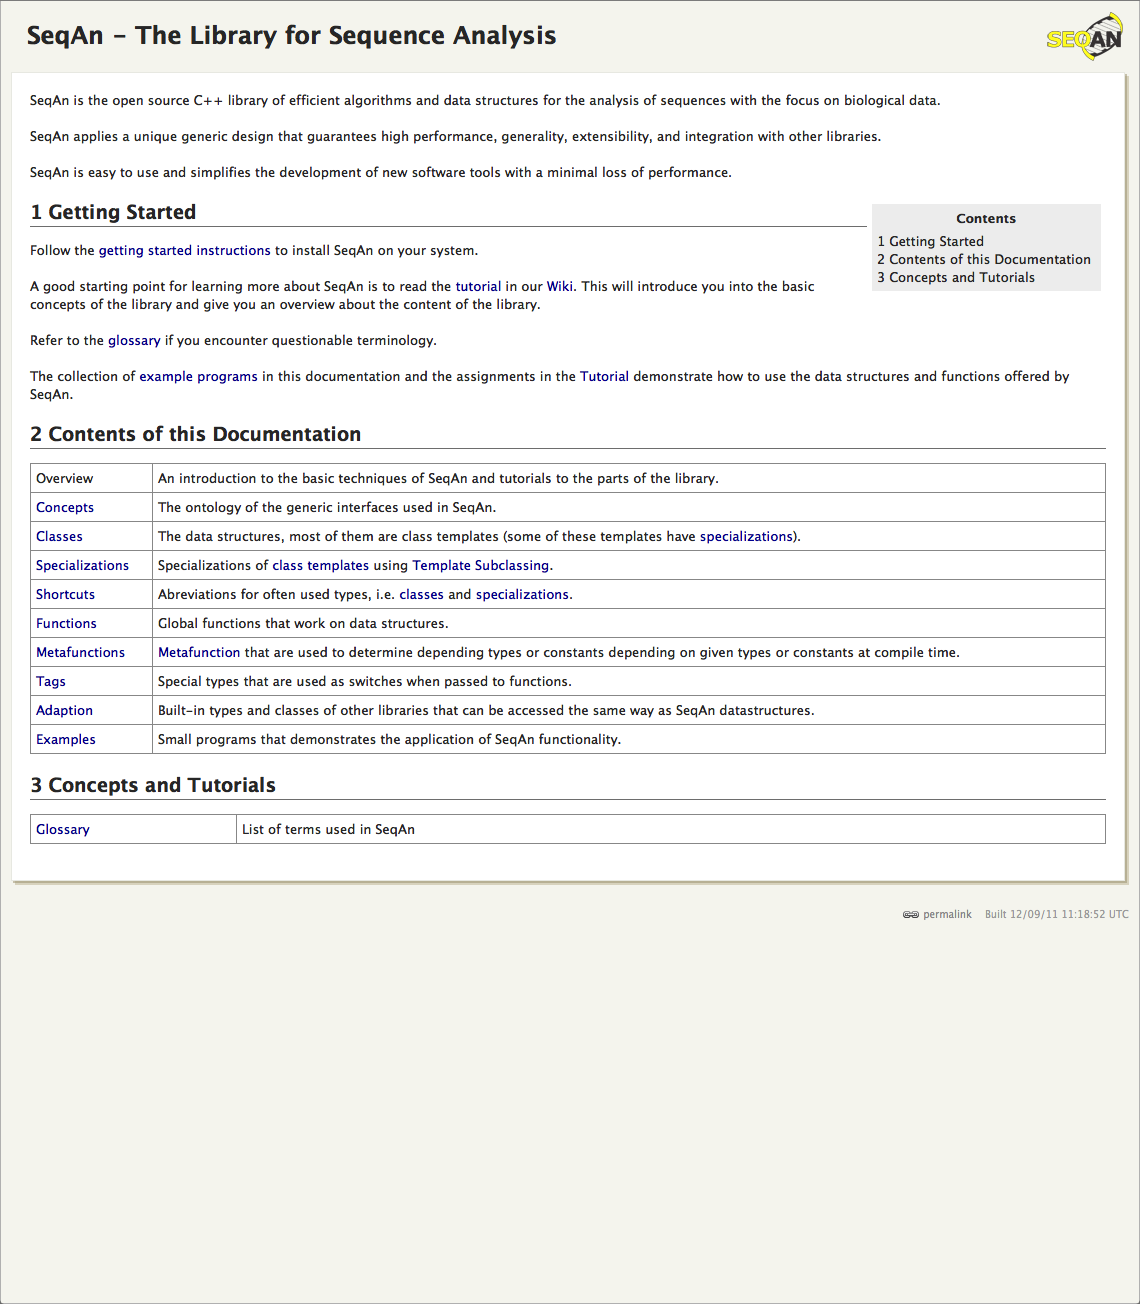 SeqAn - The Library for Sequence Analysis
SEQAN
SeqAn is the open source C++ library of efficient algorithms and data structures for the analysis of sequences with the focus on biological data.
SeqAn applies a unique generic design that guarantees high performance, generality, extensibility, and integration with other libraries.
SeqAn is easy to use and simplifies the development of new software tools with a minimal loss of performance.
1 Getting Started
Contents
1 Getting Started
2 Contents of this Documentation
3 Concepts and Tutorials
Follow the getting started instructions to install SeqAn on your system.
A good starting point for learning more about SeqAn is to read the tutorial in our Wiki. This will introduce you into the basic
concepts of the library and give you an overview about the content of the library.
Refer to the glossary if you encounter questionable terminology.
The collection of example programs in this documentation and the assignments in the Tutorial demonstrate how to use the data structures and functions offered by
SeqAn.
2 Contents of this Documentation
Overview An introduction to the basic techniques of SeqAn and tutorials to the parts of the library.
Concepts The ontology of the generic interfaces used in SeqAn.
Classes The data structures, most of them are class templates (some of these templates have specializations).
Specializations Specializations of class templates using Template Subclassing.
Shortcuts Abreviations for often used types, i.e. classes and specializations.
Functions Global functions that work on data structures.
Metafunctions Metafunction that are used to determine depending types or constants depending on given types or constants at compile time.
Tags Special types that are used as switches when passed to functions.
Adaption Built-in types and classes of other libraries that can be accessed the same way as SeqAn datastructures.
Examples Small programs that demonstrates the application of SeqAn functionality.
3 Concepts and Tutorials
Glossary List of terms used in SeqAn
permalink Built 12/09/11 11:18:52 UTC